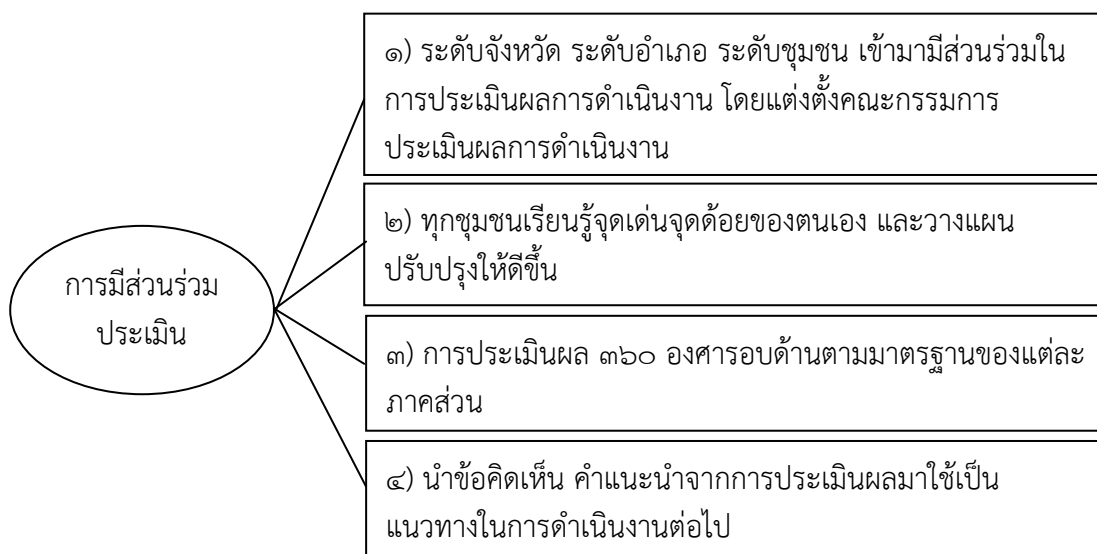 การมีส่วนร่วม
ประเมิน
๑) ระดับจังหวัด ระดับอำเภอ ระดับชุมชน เข้ามามีส่วนร่วมใน
การประเมินผลการดำเนินงาน โดยแต่งตั้งคณะกรรมการ
ประเมินผลการดำเนินงาน
๒) ทุกชุมชนเรียนรู้จุดเด่นจุดด้อยของตนเอง และวางแผน
ปรับปรุงให้ดีขึ้น
๓) การประเมินผล ๓๖๐ องศารอบด้านตามมาตรฐานของแต่ละ
ภาคส่วน
๔) นำข้อคิดเห็น คำแนะนำจากการประเมินผลมาใช้เป็น
แนวทางในการดำเนินงานต่อไป